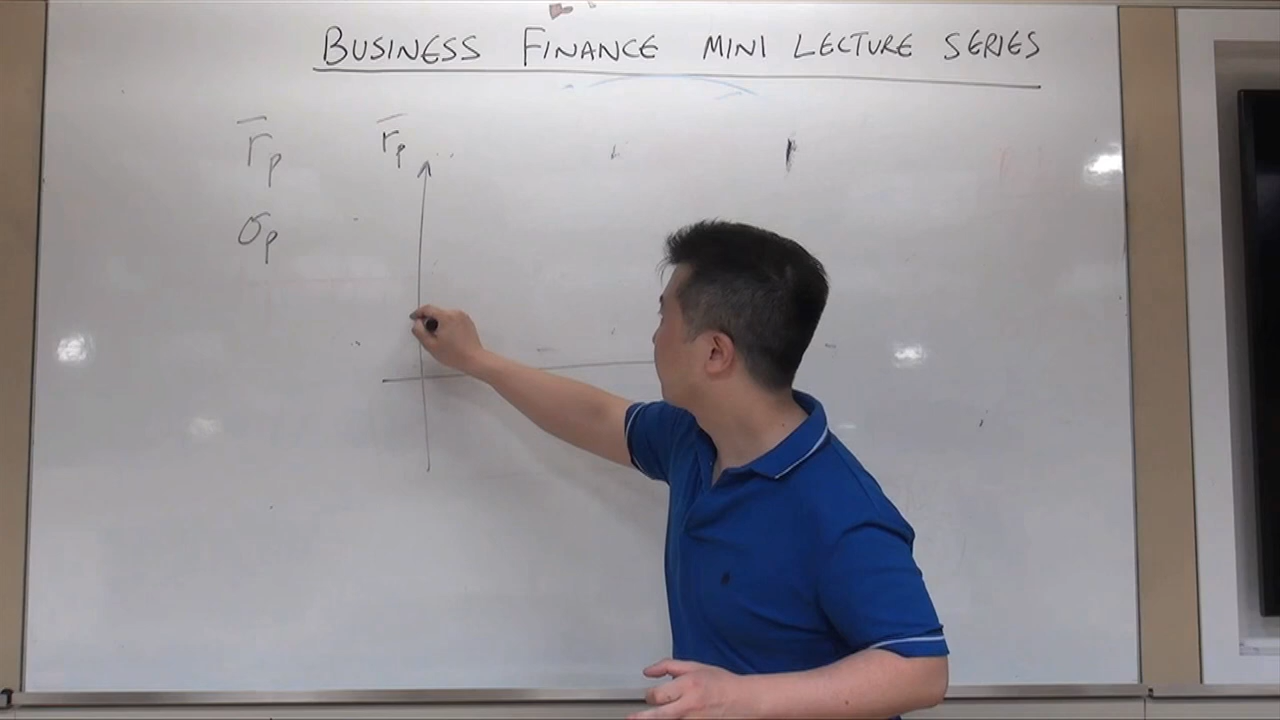 BUSINESS FINANCE MINI LECTURE SERIES
r̄p
r̄p
σp